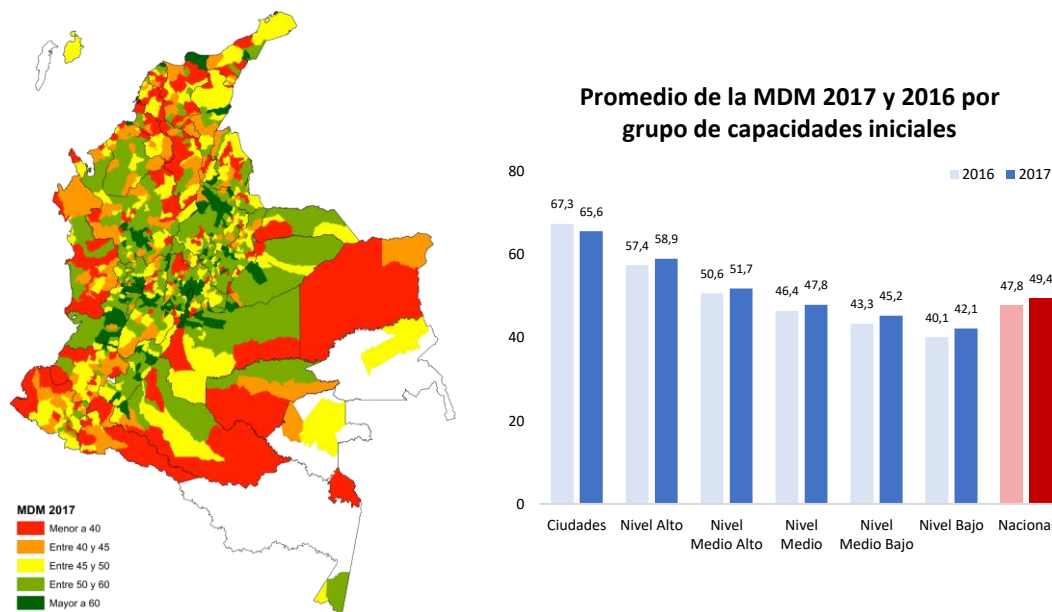 MDM 2017
Menor a 40
Entre 40 y 45
Entre 45 y 50
Entre 50 y 60
Mayor a 60
Promedio de la MDM 2017 y 2016 por
grupo de capacidades iniciales
2016 2017
80
60
40
20
0
67,3 65,6
57,4 58,9
50,6 51,7
46,4 47,8
43,3 45,2
40,1 42,1
47,8 49,4
Ciudades
Nivel Alto
Nivel
Medio Alto
Nivel
Medio
Nivel
Medio Bajo
Nivel Bajo
Nacional